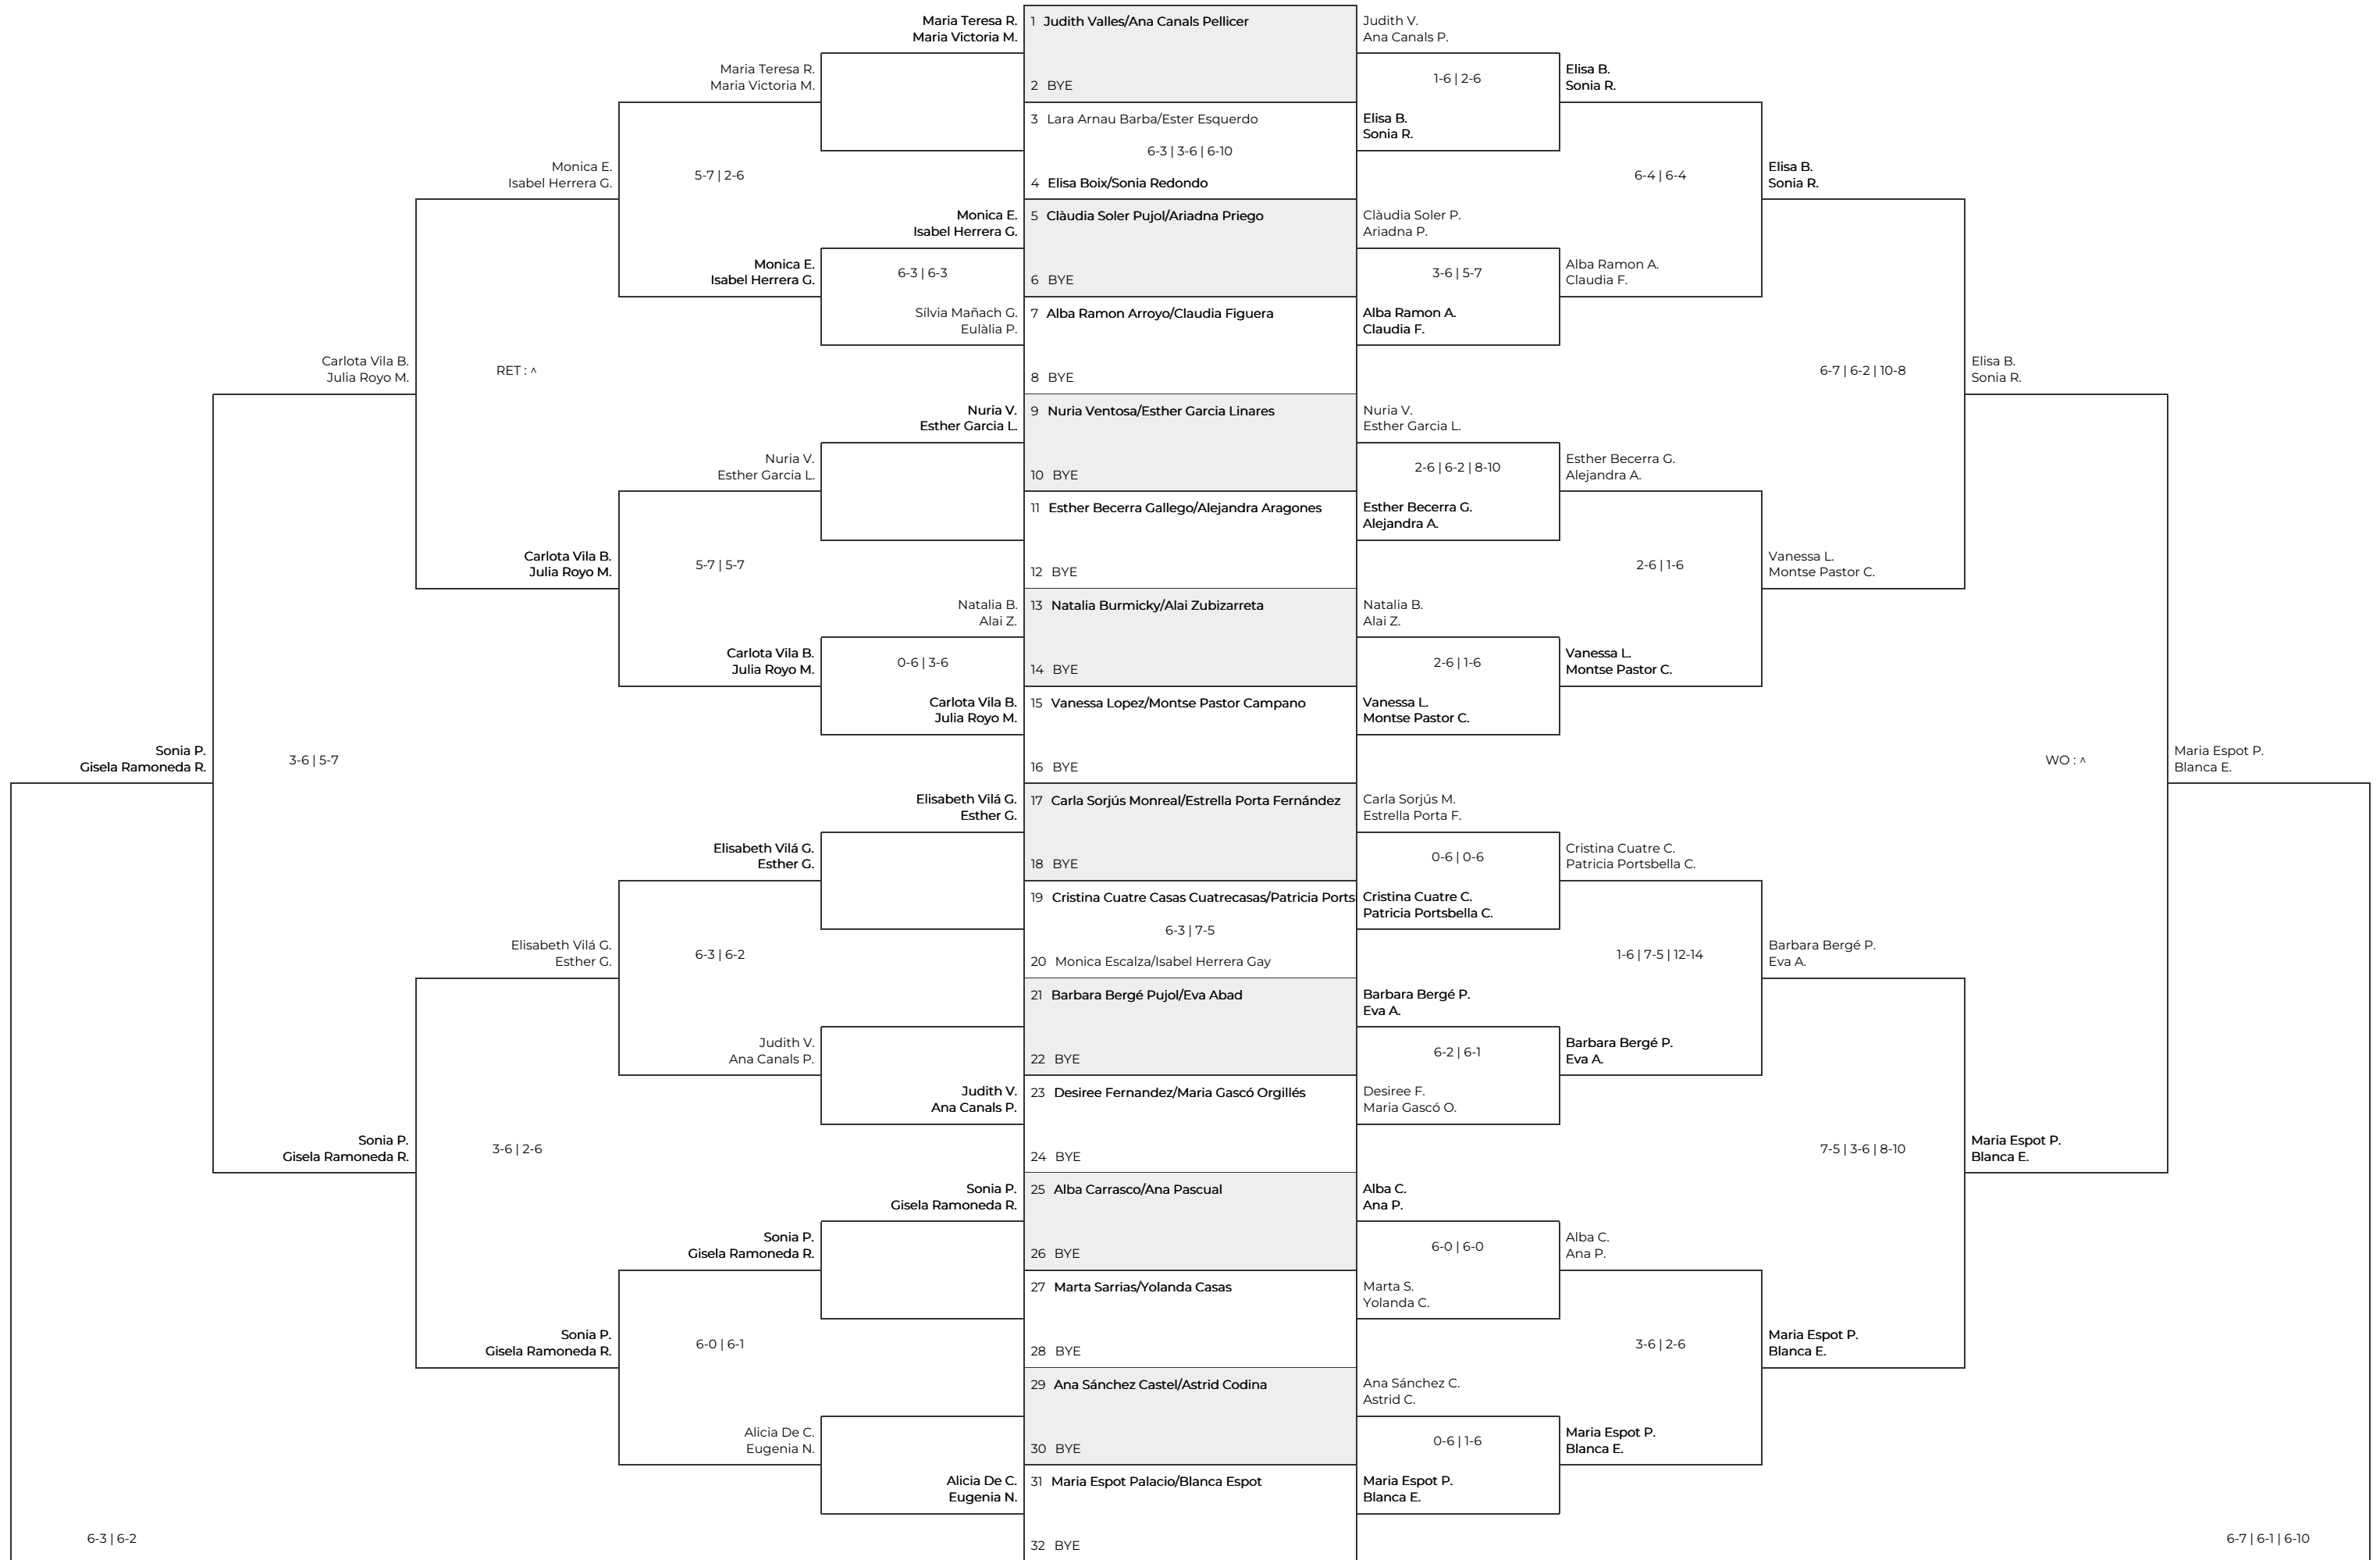 Maria Teresa R.
Maria Victoria M.
1 Judith Valles/Ana Canals Pellicer
Judith V.
Ana Canals P.
Maria Teresa R.
Maria Victoria M.
1-6 | 2-6
Elisa B.
Sonia R.
2 BYE
3 Lara Arnau Barba/Ester Esquerdo
Elisa B.
Sonia R.
6-3 | 3-6 | 6-10
Monica E.
Isabel Herrera G.
5-7 | 2-6
4 Elisa Boix/Sonia Redondo
6-4 | 6-4
Elisa B.
Sonia R.
Monica E.
Isabel Herrera G.
5 Clàudia Soler Pujol/Ariadna Priego
Clàudia Soler P.
Ariadna P.
Monica E.
Isabel Herrera G.
6-3 | 6-3
6 BYE
3-6 | 5-7
Alba Ramon A.
Claudia F.
Sílvia Mañach G.
Eulàlia P.
7 Alba Ramon Arroyo/Claudia Figuera
Alba Ramon A.
Claudia F.
Carlota Vila B.
Julia Royo M.
RET : ^
8 BYE
6-7 | 6-2 | 10-8
Elisa B.
Sonia R.
Nuria V.
Esther Garcia L.
9 Nuria Ventosa/Esther Garcia Linares
Nuria V.
Esther Garcia L.
Nuria V.
Esther Garcia L.
10 BYE
2-6 | 6-2 | 8-10
Esther Becerra G.
Alejandra A.
11 Esther Becerra Gallego/Alejandra Aragones
Esther Becerra G.
Alejandra A.
Carlota Vila B.
Julia Royo M.
5-7 | 5-7
12 BYE
2-6 | 1-6
Vanessa L.
Montse Pastor C.
Natalia B.
Alai Z.
13 Natalia Burmicky/Alai Zubizarreta
Natalia B.
Alai Z.
Carlota Vila B.
Julia Royo M.
0-6 | 3-6
14 BYE
2-6 | 1-6
Vanessa L.
Montse Pastor C.
Carlota Vila B.
Julia Royo M.
15 Vanessa Lopez/Montse Pastor Campano
Vanessa L.
Montse Pastor C.
Sonia P.
Gisela Ramoneda R.
3-6 | 5-7
16 BYE
WO : ^
Maria Espot P.
Blanca E.
Elisabeth Vilá G.
Esther G.
17 Carla Sorjús Monreal/Estrella Porta Fernández
Carla Sorjús M.
Estrella Porta F.
Elisabeth Vilá G.
Esther G.
18 BYE
0-6 | 0-6
Cristina Cuatre C.
Patricia Portsbella C.
19 Cristina Cuatre Casas Cuatrecasas/Patricia Ports
Cristina Cuatre C.
Patricia Portsbella C.
6-3 | 7-5
Elisabeth Vilá G.
Esther G.
6-3 | 6-2
20 Monica Escalza/Isabel Herrera Gay
1-6 | 7-5 | 12-14
Barbara Bergé P.
Eva A.
21 Barbara Bergé Pujol/Eva Abad
Barbara Bergé P.
Eva A.
Judith V.
Ana Canals P.
22 BYE
6-2 | 6-1
Barbara Bergé P.
Eva A.
Judith V.
Ana Canals P.
23 Desiree Fernandez/Maria Gascó Orgillés
Desiree F.
Maria Gascó O.
Sonia P.
Gisela Ramoneda R.
3-6 | 2-6
24 BYE
7-5 | 3-6 | 8-10
Maria Espot P.
Blanca E.
Sonia P.
Gisela Ramoneda R.
25 Alba Carrasco/Ana Pascual
Alba C.
Ana P.
Sonia P.
Gisela Ramoneda R.
26 BYE
6-0 | 6-0
Alba C.
Ana P.
27 Marta Sarrias/Yolanda Casas
Marta S.
Yolanda C.
Sonia P.
Gisela Ramoneda R.
6-0 | 6-1
28 BYE
3-6 | 2-6
Maria Espot P.
Blanca E.
29 Ana Sánchez Castel/Astrid Codina
Ana Sánchez C.
Astrid C.
Alicia De C.
Eugenia N.
30 BYE
0-6 | 1-6
Maria Espot P.
Blanca E.
Alicia De C.
Eugenia N.
31 Maria Espot Palacio/Blanca Espot
Maria Espot P.
Blanca E.
6-3 | 6-2
32 BYE
6-7 | 6-1 | 6-10